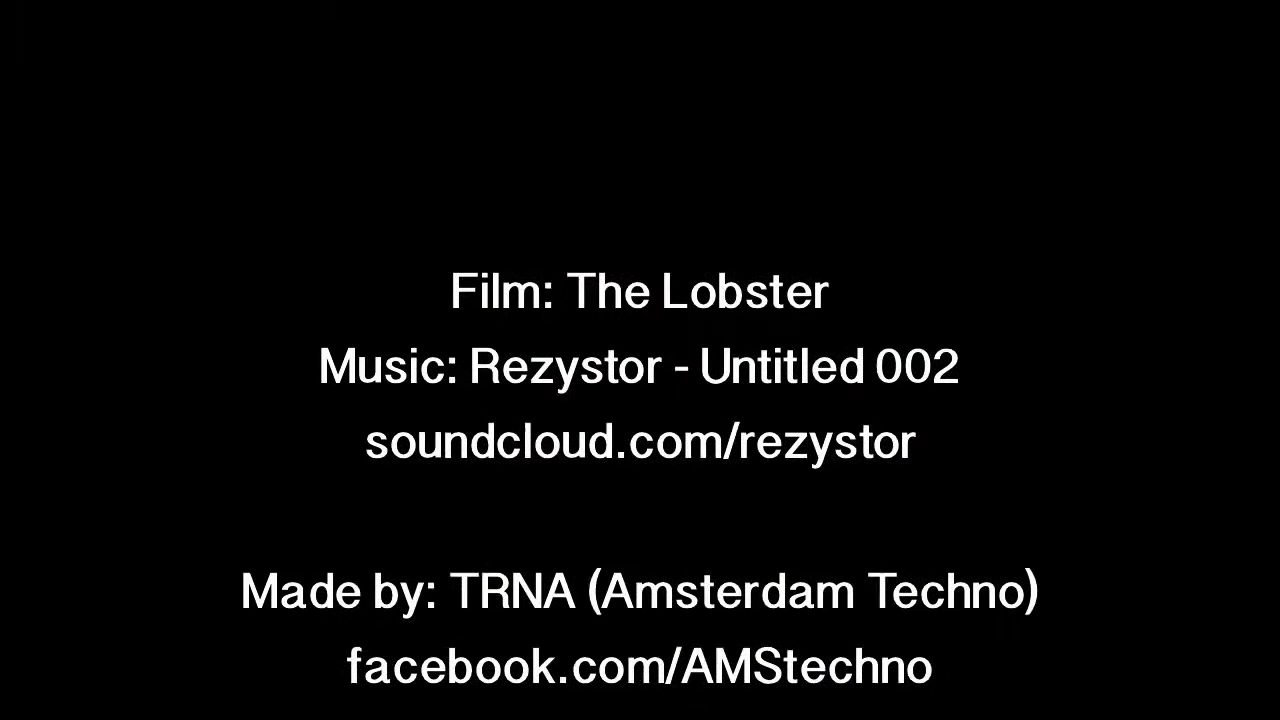 Film: The Lobster
Music: Rezystor - Untitled 002
soundcloud.com/rezystor
Made by: TRNA (Amsterdam Techno)
facebook.com/AMStechno